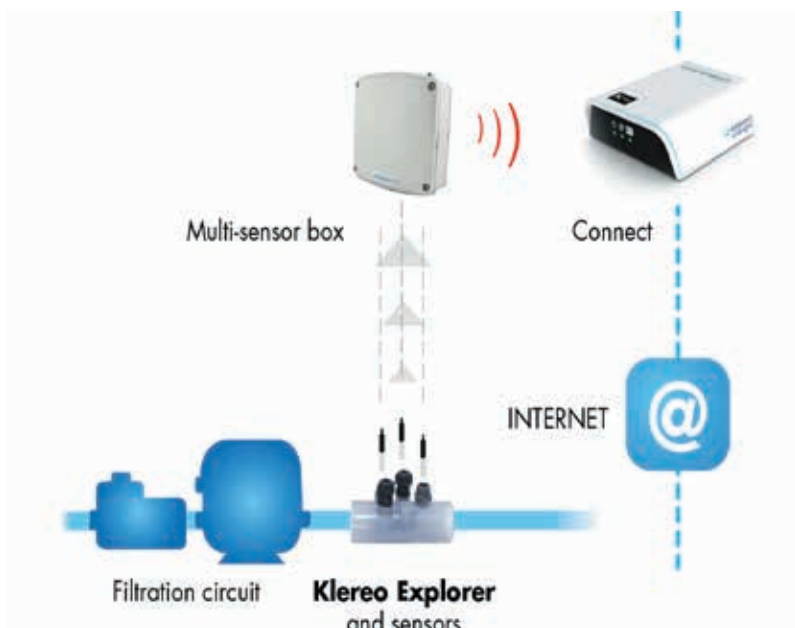 Multi-sensor box
Connect
INTERNET
@
Filtration circuit
Klereo Explorer
and sensors